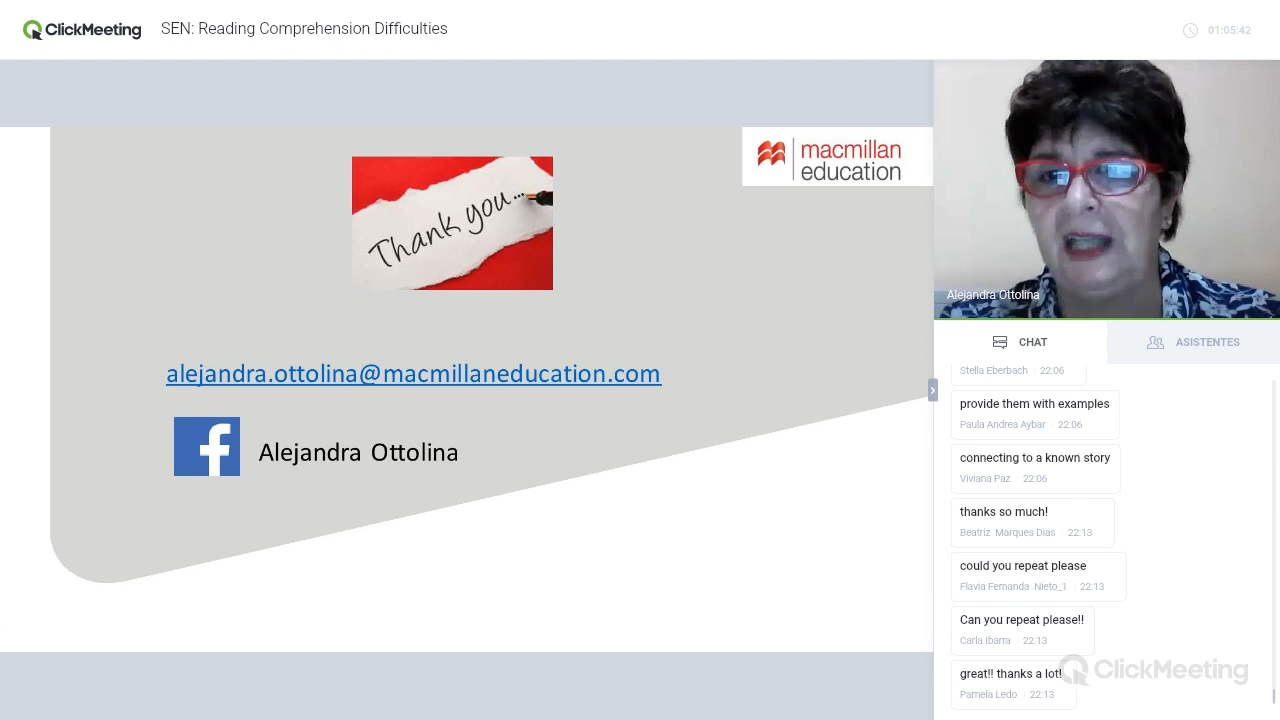 ClickMeeting
SEN: Reading Comprehension Difficulties
01:05:42
macmillan
education
Thank you...
alejandra.ottolina@macmillaneducation.com
f
Alejandra Ottolina
Alejandra Ottolina
CHAT
ASISTENTES
Stella Eberbach 22:06
provide them with examples
Paula Andrea Aybar 22:06
connecting to a known story
Viviana Paz 22:06
thanks so much!
Beatriz Marques Dias 22:13
could you repeat please
Flavia Fernanda Nieto_1 22:13
Can you repeat please!!
Carla Ibarra 22:13
great!! thanks a lot!
Pamela Ledo 22:13
ClickMeeting